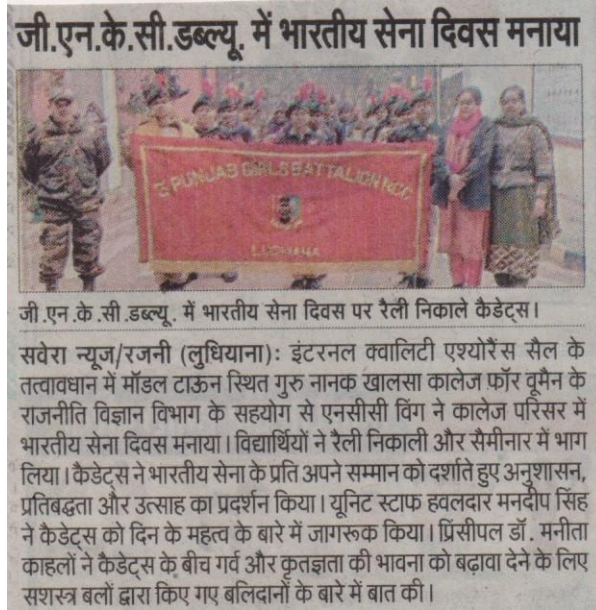 जी.एन.के.सी.डब्ल्यू. में भारतीय सेना दिवस मनाया
3 PUNJAB GIRLS BATTALION NCC
LUDHIANA
जी.एन.के.सी.डब्ल्यू. में भारतीय सेना दिवस पर रैली निकाले कैडेट्स।
सवेरा न्यूज/रजनी (लुधियाना): इंटरनल क्वालिटी एश्योरैंस सैल के
तत्वावधान में मॉडल टाऊन स्थित गुरु नानक खालसा कालेज फ़ॉर वूमैन के
राजनीति विज्ञान विभाग के सहयोग से एनसीसी विंग ने कालेज परिसर में
भारतीय सेना दिवस मनाया। विद्यार्थियों ने रैली निकाली और सैमीनार में भाग
लिया। कैडेट्स ने भारतीय सेना के प्रति अपने सम्मान को दर्शाते हुए अनुशासन,
प्रतिबद्धता और उत्साह का प्रदर्शन किया। यूनिट स्टाफ हवलदार मनदीप सिंह
ने कैडेट्स को दिन के महत्व के बारे में जागरूक किया। प्रिंसीपल डॉ. मनीता
काहलों ने कैडेट्स के बीच गर्व और कृतज्ञता की भावना को बढ़ावा देने के लिए
सशस्त्र बलों द्वारा किए गए बलिदानों के बारे में बात की।